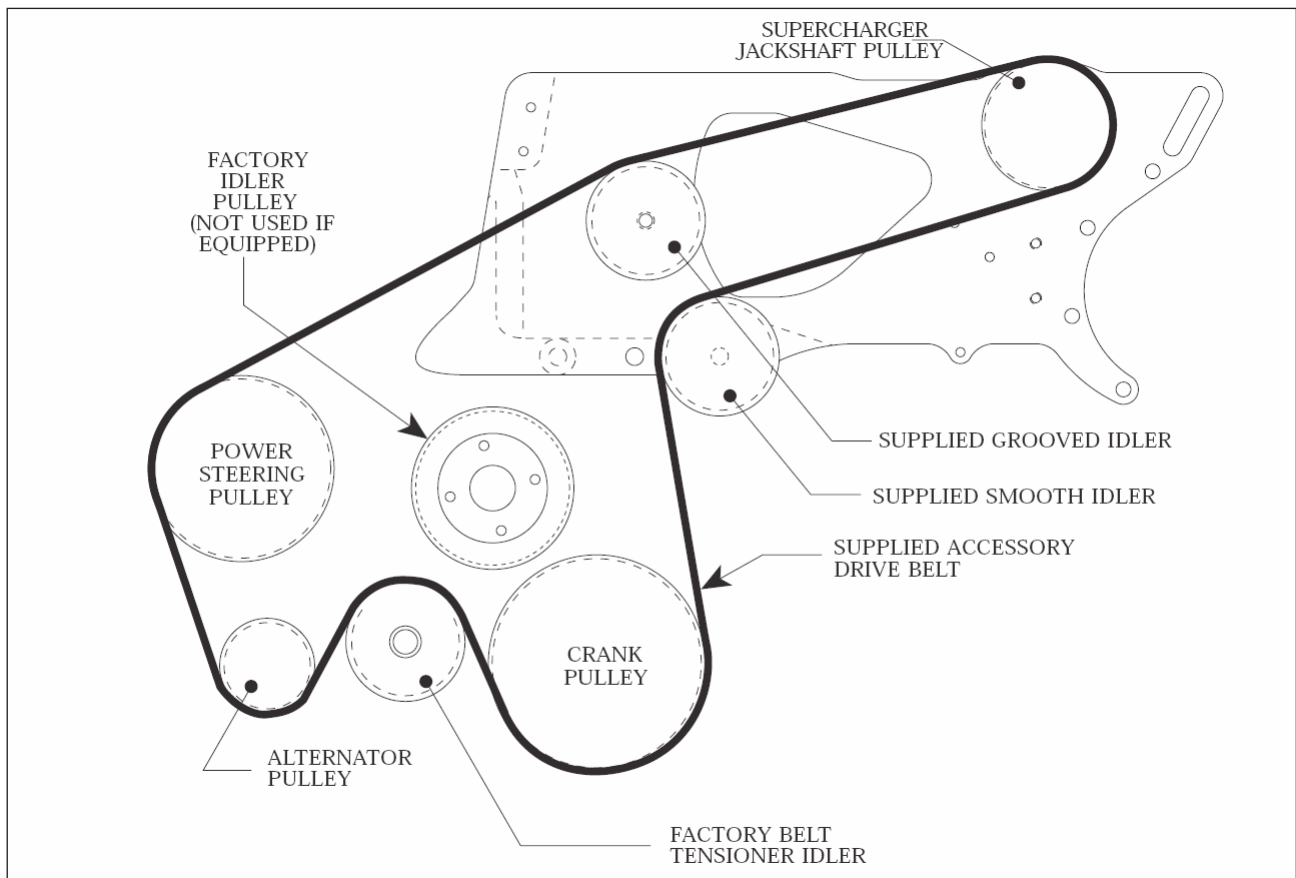 SUPERCHARGER
JACKSHAFT PULLEY
FACTORY
IDLER
PULLEY
(NOT USED IF
EQUIPPED)
POWER
STEERING
PULLEY
SUPPLIED GROOVED IDLER
SUPPLIED SMOOTH IDLER
SUPPLIED ACCESSORY
DRIVE BELT
CRANK
PULLEY
ALTERNATOR
PULLEY
FACTORY BELT
TENSIONER IDLER